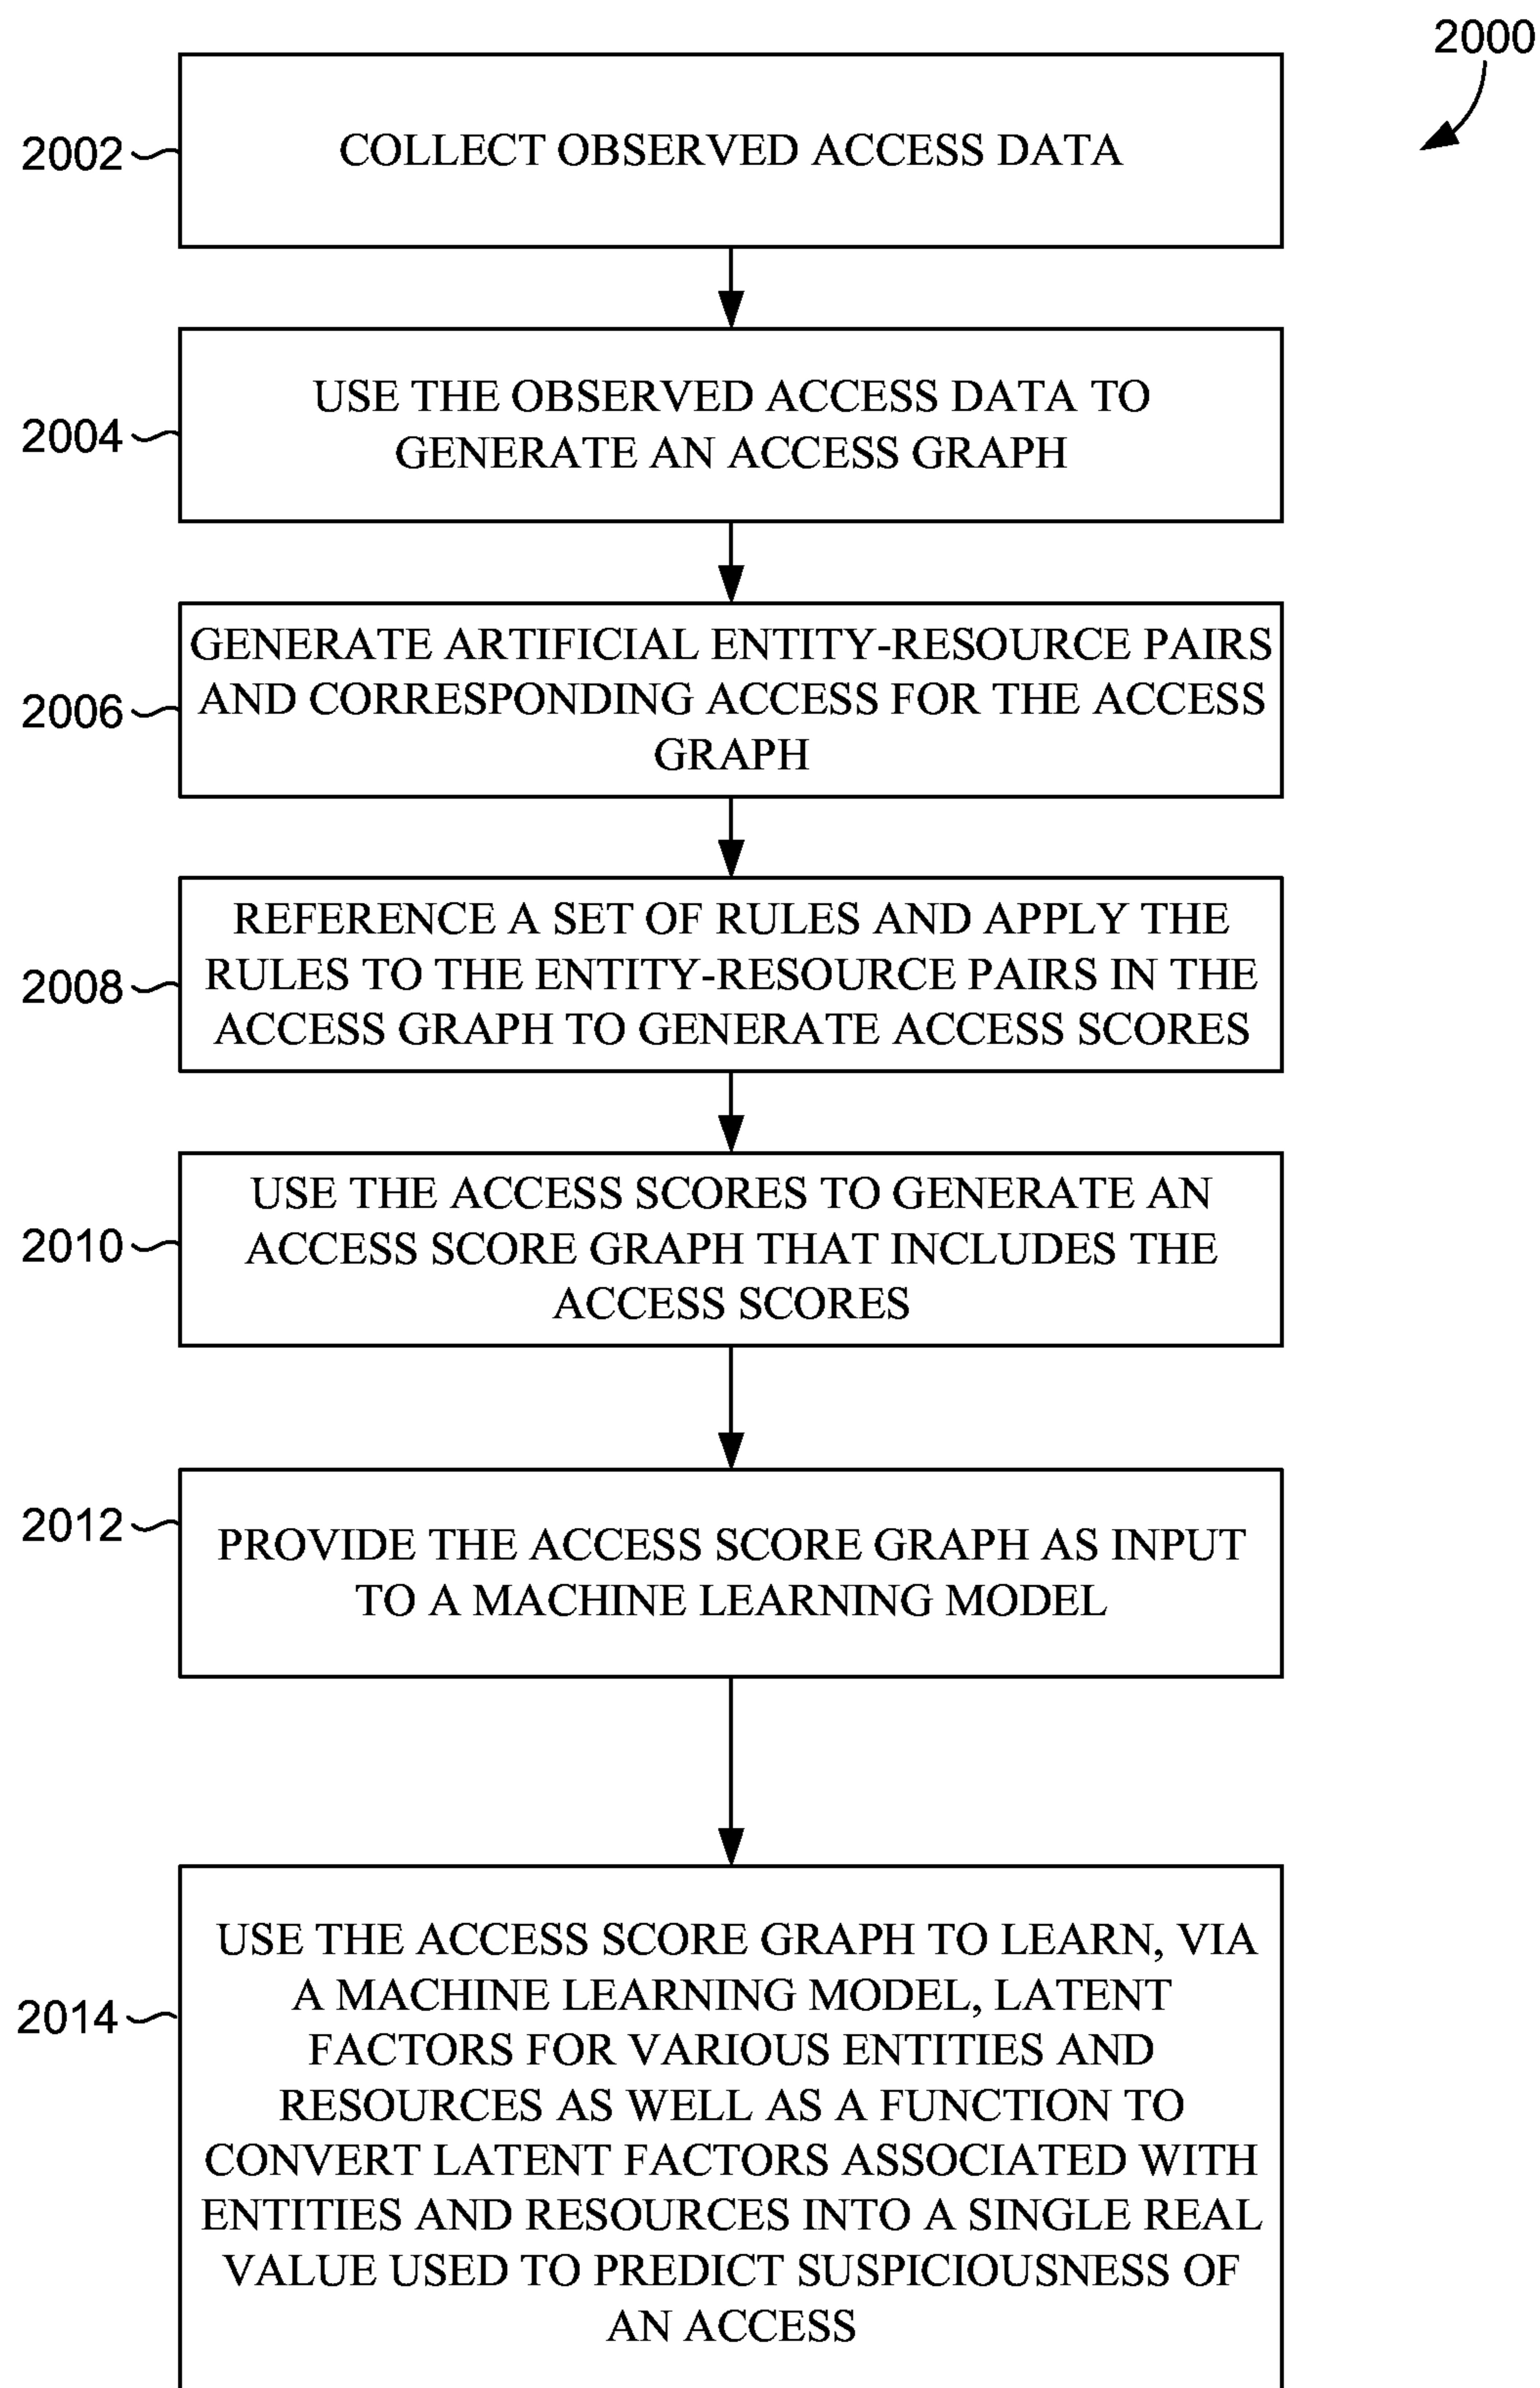 2000
2002
COLLECT OBSERVED ACCESS DATA
2004
USE THE OBSERVED ACCESS DATA TO
GENERATE AN ACCESS GRAPH
2006
GENERATE ARTIFICIAL ENTITY-RESOURCE PAIRS
AND CORRESPONDING ACCESS FOR THE ACCESS
GRAPH
2008
REFERENCE A SET OF RULES AND APPLY THE
RULES TO THE ENTITY-RESOURCE PAIRS IN THE
ACCESS GRAPH TO GENERATE ACCESS SCORES
2010
USE THE ACCESS SCORES TO GENERATE AN
ACCESS SCORE GRAPH THAT INCLUDES THE
ACCESS SCORES
2012
PROVIDE THE ACCESS SCORE GRAPH AS INPUT
TO A MACHINE LEARNING MODEL
2014
USE THE ACCESS SCORE GRAPH TO LEARN, VIA
A MACHINE LEARNING MODEL, LATENT
FACTORS FOR VARIOUS ENTITIES AND
RESOURCES AS WELL AS A FUNCTION TO
CONVERT LATENT FACTORS ASSOCIATED WITH
ENTITIES AND RESOURCES INTO A SINGLE REAL
VALUE USED TO PREDICT SUSPICIOUSNESS OF
AN ACCESS